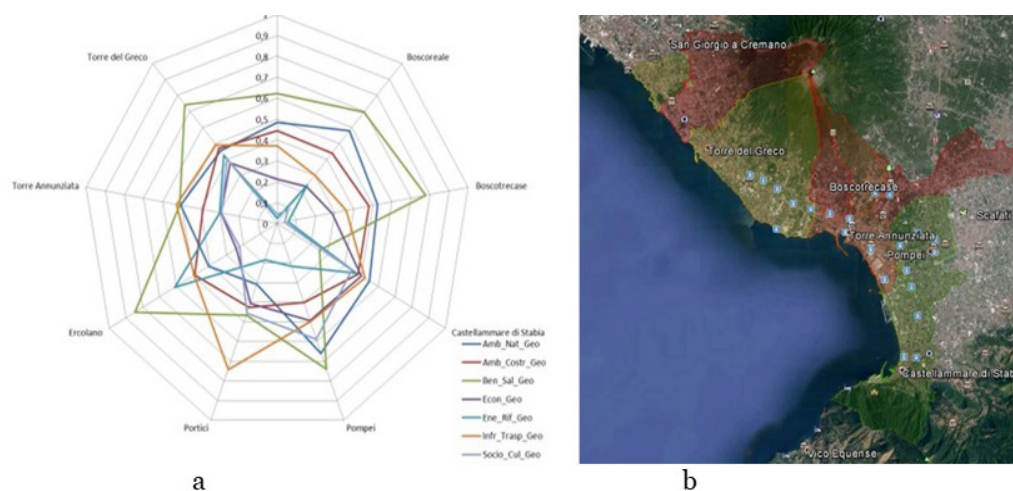 0,9
0,8
0,7
0,6
0,5
0,4
0,3
0,2
0,1
0
Torre del Greco
Boscoreale
Torre Annunziata
Boscotrecase
Ercolano
Castellammare di Stabia
Portici
Pompei
Amb_Nat_Geo
Amb_Costr_Geo
Ben_Sal_Geo
Econ_Geo
Ene_Rif_Geo
Infr_Trasp_Geo
Socio_Cul_Geo
a
San Giorgio a Cremano
Torre del Greco
Boscotrecase
Scafati
Torre Annunziata
Pompei
Castellammare di Stabi
Vico Equense
b